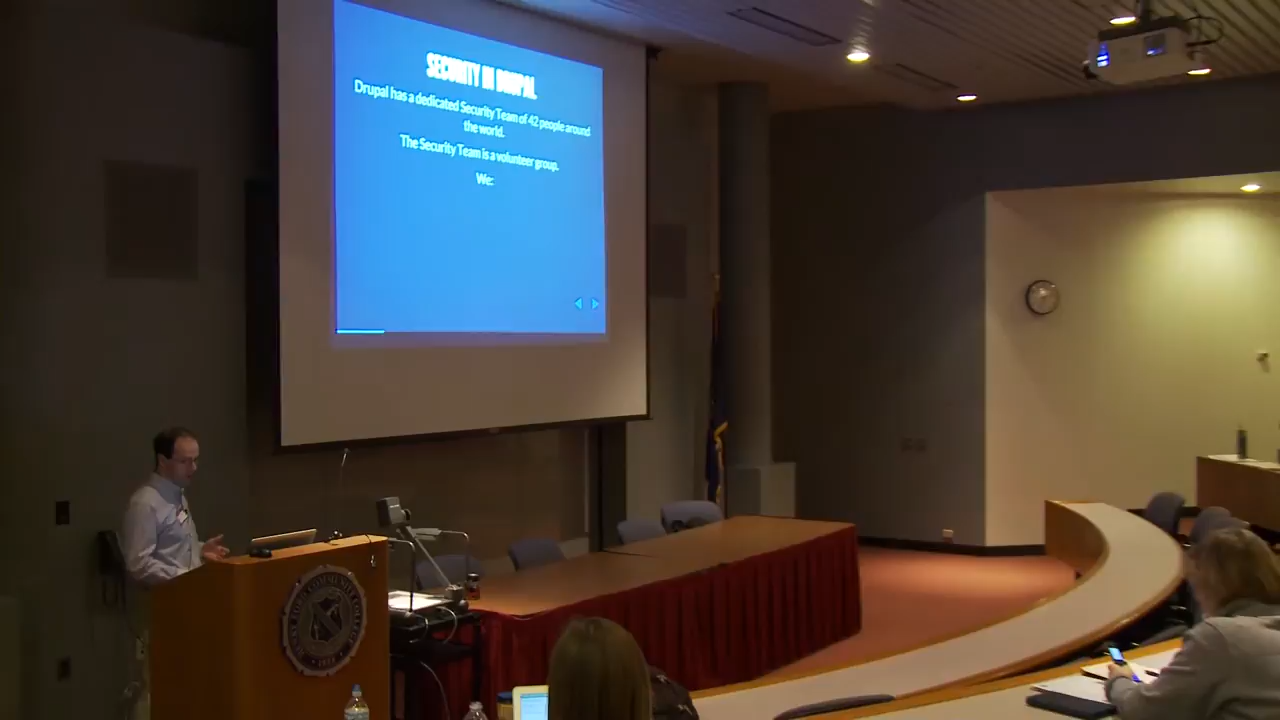 SECURITY IN DRUPAL
Drupal has a dedicated Security Team of 42 people around
the world.
The Security Team is a volunteer group.
We: